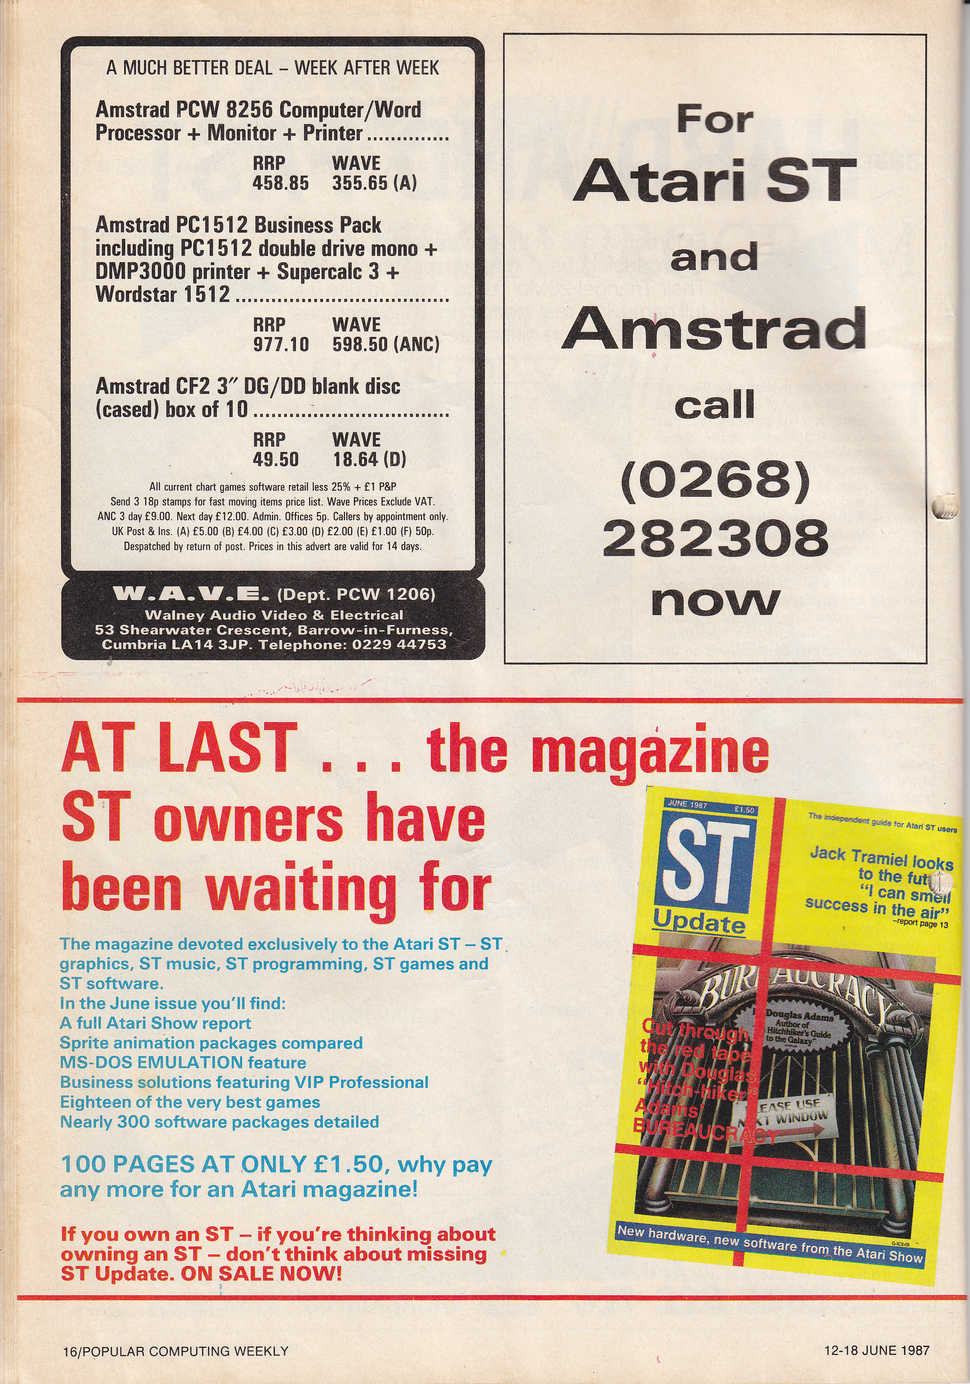 A MUCH BETTER DEAL – WEEK AFTER WEEK
Amstrad PCW 8256 Computer/Word
Processor + Monitor + Printer..............
RRP WAVE
458.85 355.65 (A)
Amstrad PC1512 Business Pack
including PC1512 double drive mono +
DMP3000 printer + Supercalc 3 +
Wordstar 1512....................................
RRP WAVE
977.10 598.50 (ANC)
Amstrad CF2 3″ DG/DD blank disc
(cased) box of 10.................................
RRP WAVE
49.50 18.64 (D)
All current chart games software retail less 25% + £1 P&P
Send 3 18p stamps for fast moving items price list. Wave Prices Exclude VAT.
ANC 3 day £9.00. Next day £12.00. Admin. Offices 5p. Callers by appointment only.
UK Post & Ins. (A) £5.00 (B) £4.00 (C) £3.00 (D) £2.00 (E) £1.00 (F) 50p.
Despatched by return of post. Prices in this advert are valid for 14 days.
W.A.V.E. (Dept. PCW 1206)
Walney Audio Video & Electrical
53 Shearwater Crescent, Barrow-in-Furness,
Cumbria LA14 3JP. Telephone: 0229 44753
For
Atari ST
and
Amstrad
call
(0268)
282308
now
AT LAST . . . the magazine
ST owners have
been waiting for
The magazine devoted exclusively to the Atari ST – ST
graphics, ST music, ST programming, ST games and
ST software.
In the June issue you'll find:
A full Atari Show report
Sprite animation packages compared
MS-DOS EMULATION feature
Business solutions featuring VIP Professional
Eighteen of the very best games
Nearly 300 software packages detailed
100 PAGES AT ONLY £1.50, why pay
any more for an Atari magazine!
If you own an ST – if you're thinking about
owning an ST – don't think about missing
ST Update. ON SALE NOW!
JUNE 1987 £1.50
ST
Update
The independent guide for Atari ST users
Jack Tramiel looks
to the
"I can smell
success in the air"
–report page 13
BUREAUCRACY
Douglas Adams
Author of
Hitchhiker's Guide
to the Galaxy
Cut through
the red tape
with Douglas
"Hitch-hiker"
Adams'
BUREAUCRACY
PLEASE USE
NEXT WINDOW
New hardware, new software from the Atari Show
16/POPULAR COMPUTING WEEKLY
12-18 JUNE 1987